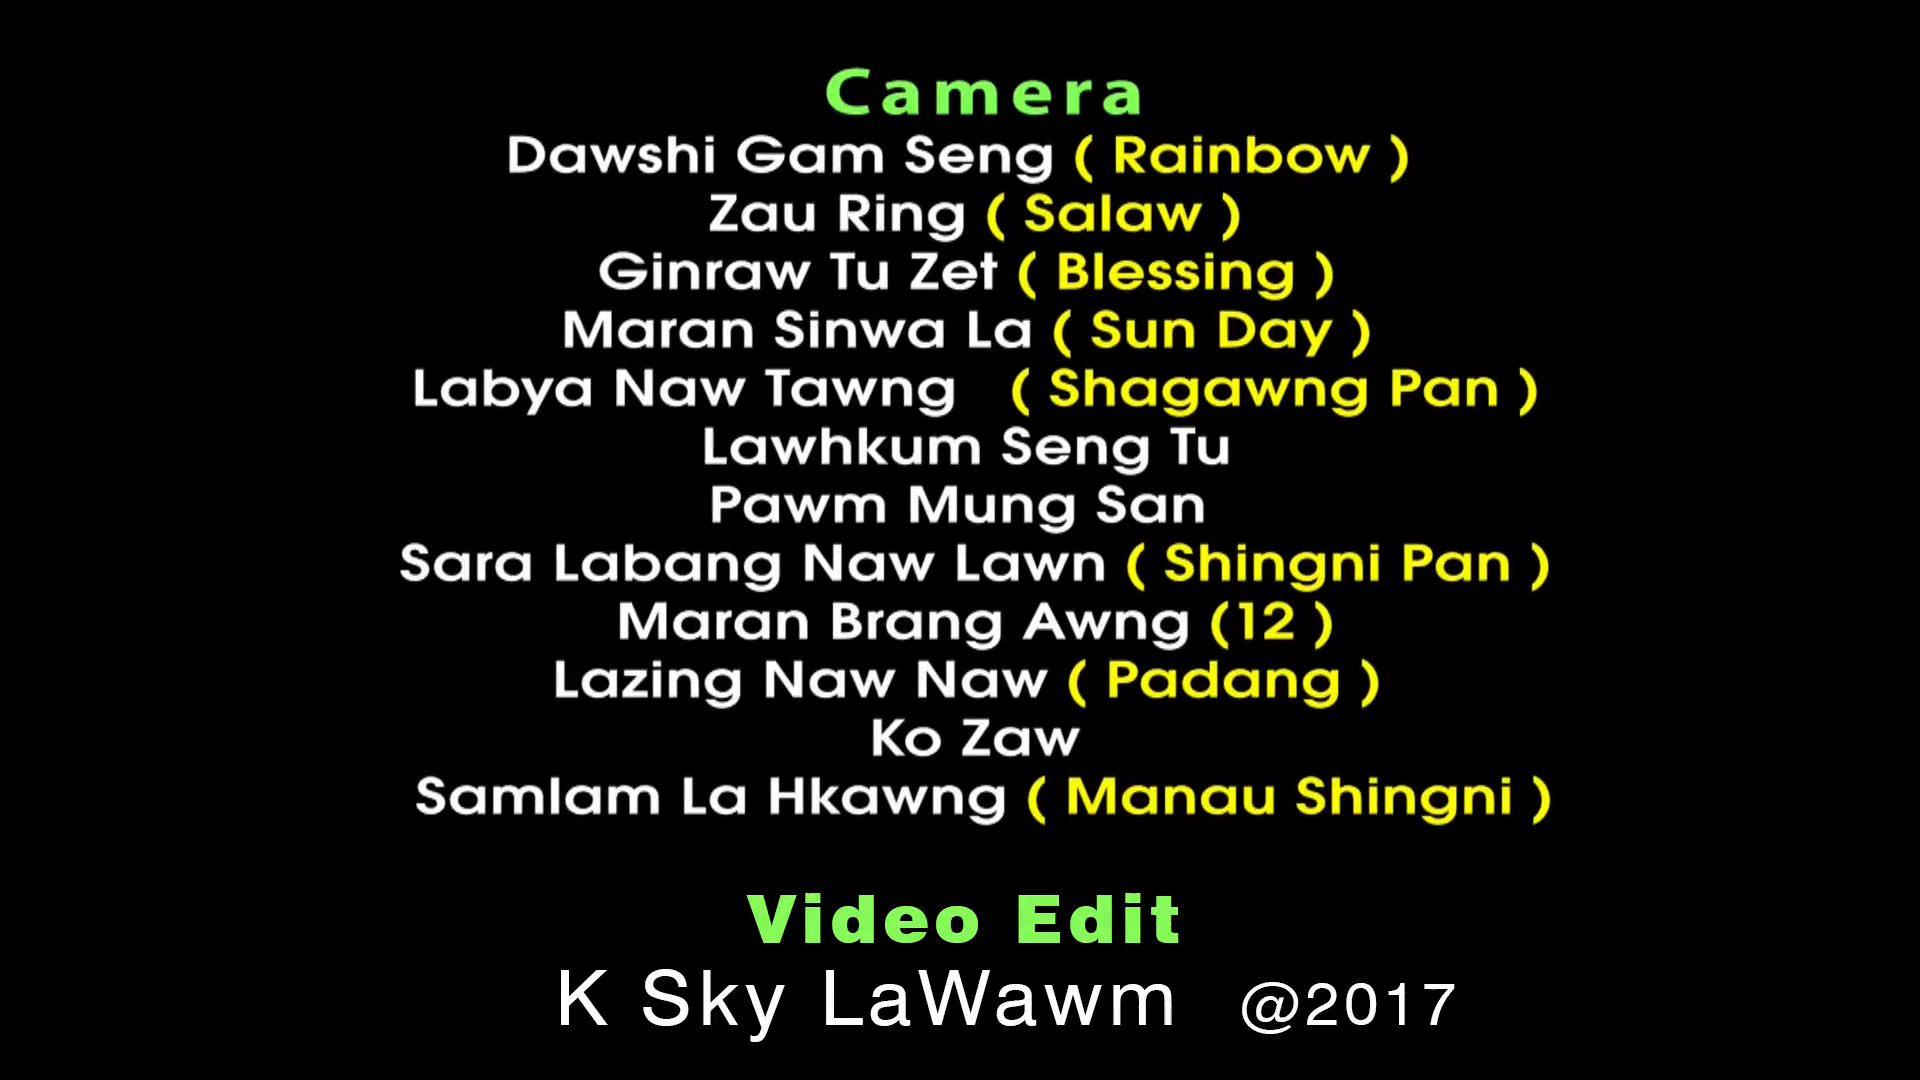 Camera
Dawshi Gam Seng ( Rainbow )
Zau Ring ( Salaw )
Ginraw Tu Zet ( Blessing )
Maran Sinwa La ( Sun Day )
Labya Naw Tawng ( Shagawng Pan )
Lawhkum Seng Tu
Pawm Mung San
Sara Labang Naw Lawn ( Shingni Pan )
Maran Brang Awng (12 )
Lazing Naw Naw ( Padang )
Ko Zaw
Samlam La Hkawng ( Manau Shingni )
Video Edit
K Sky LaWawm @2017